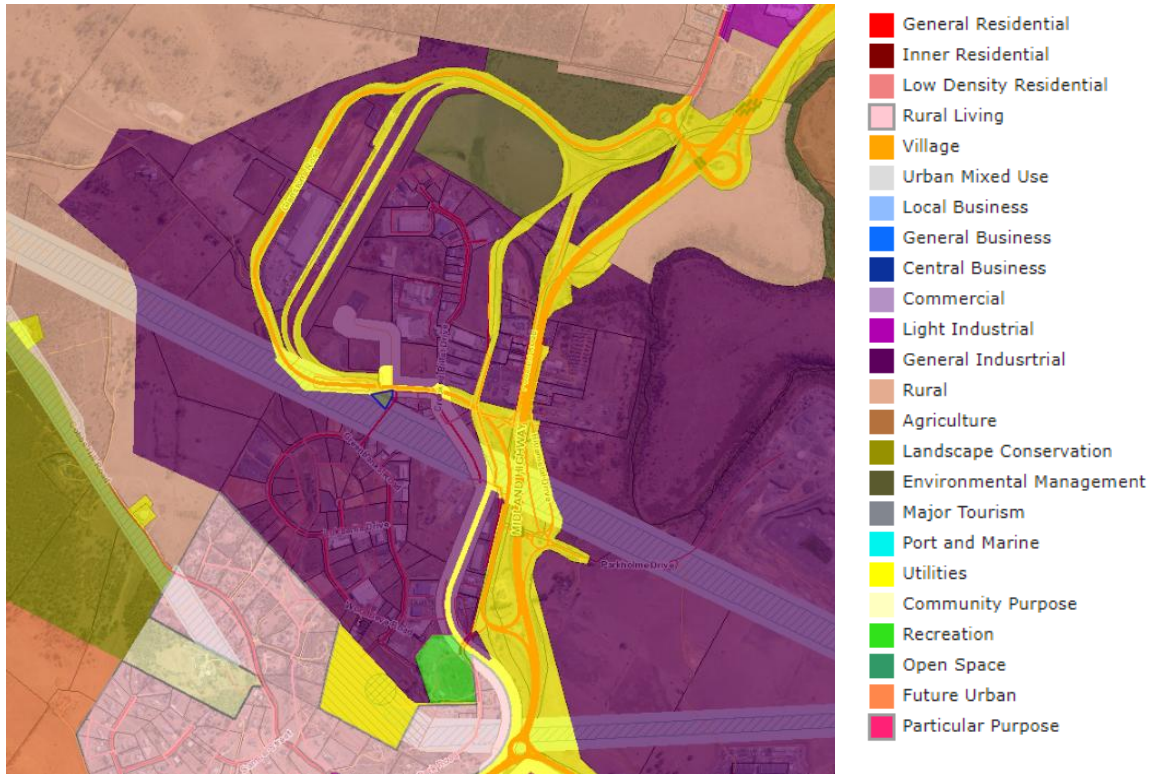 MIDLAND HIGHWAY
Parkholme Drive
General Residential
Inner Residential
Low Density Residential
Rural Living
Village
Urban Mixed Use
Local Business
General Business
Central Business
Commercial
Light Industrial
General Indusrtrial
Rural
Agriculture
Landscape Conservation
Environmental Management
Major Tourism
Port and Marine
Utilities
Community Purpose
Recreation
Open Space
Future Urban
Particular Purpose